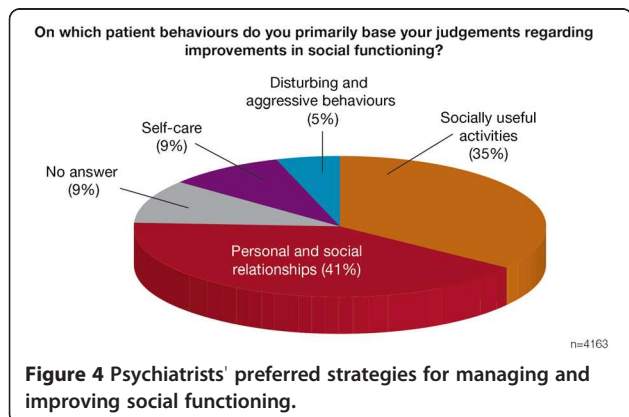 On which patient behaviours do you primarily base your judgements regarding
improvements in social functioning?
Disturbing and
aggressive behaviours
(5%)
Socially useful
activities
(35%)
Self-care
(9%)
No answer
(9%)
Personal and social
relationships (41%)
n=4163
Figure 4 Psychiatrists' preferred strategies for managing and
improving social functioning.